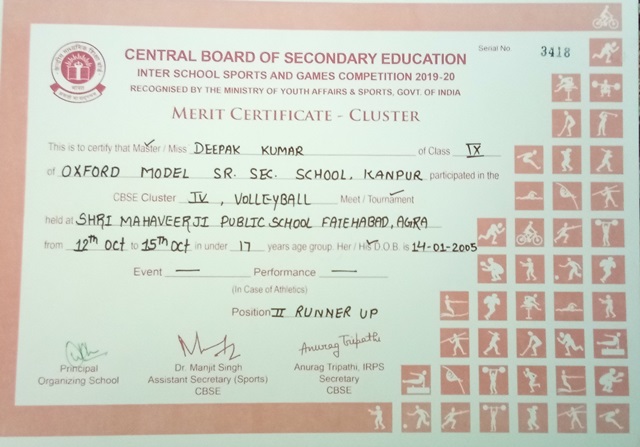 Serial No. 3418
CENTRAL BOARD OF SECONDARY EDUCATION
INTER SCHOOL SPORTS AND GAMES COMPETITION 2019-20
RECOGNISED BY THE MINISTRY OF YOUTH AFFAIRS & SPORTS, GOVT. OF INDIA
MERIT CERTIFICATE - CLUSTER
This is to certify that Master / Miss DEEPAK KUMAR of Class IX
of OXFORD MODEL SR. SEC. SCHOOL, KANPUR participated in the
CBSE Cluster IV, VOLLEYBALL Meet / Tournament
held at SHRI MAHAVEERJI PUBLIC SCHOOL FATEHABAD, AGRA
from 12th Oct to 15th Oct in under 17 years age group. Her / His D.O.B. is 14-01-2005
Event — Performance —
(In Case of Athletics)
Position II RUNNER UP
Anurag Tripathi
Principal
Organizing School
Dr. Manjit Singh
Assistant Secretary (Sports)
CBSE
Anurag Tripathi, IRPS
Secretary
CBSE